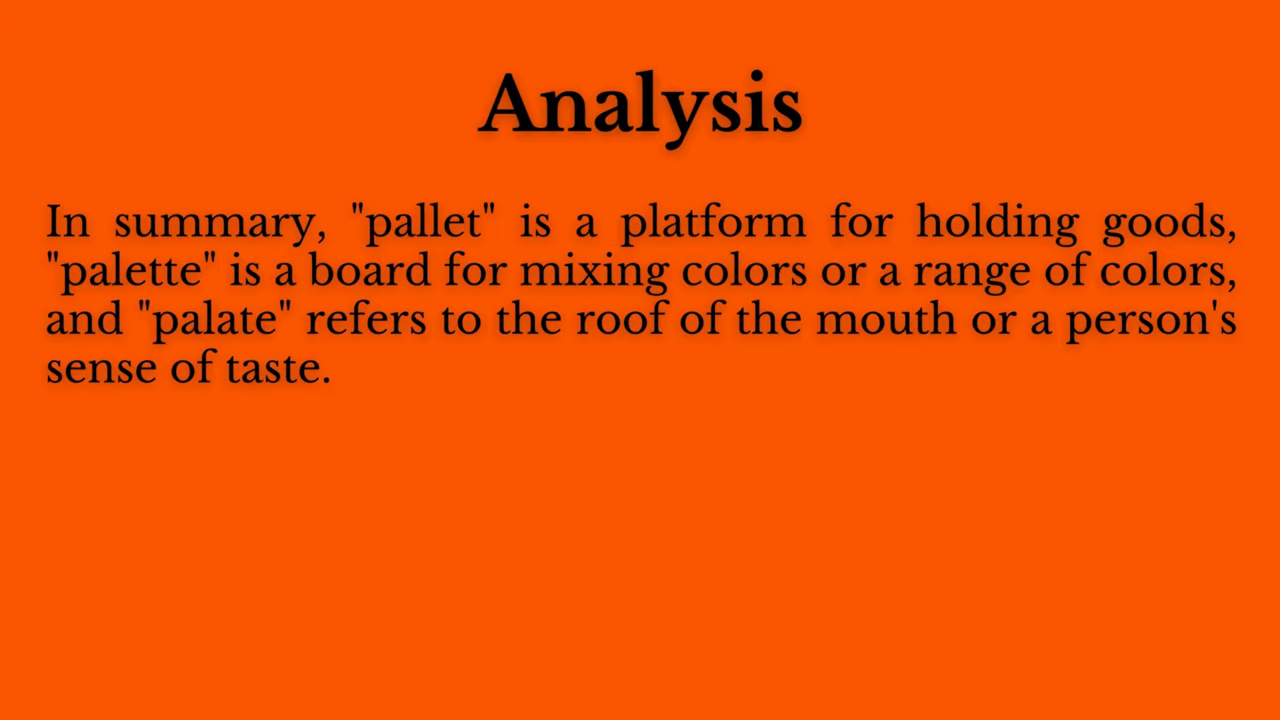 Analysis
In summary, "pallet" is a platform for holding goods,
"palette" is a board for mixing colors or a range of colors,
and "palate" refers to the roof of the mouth or a person's
sense of taste.